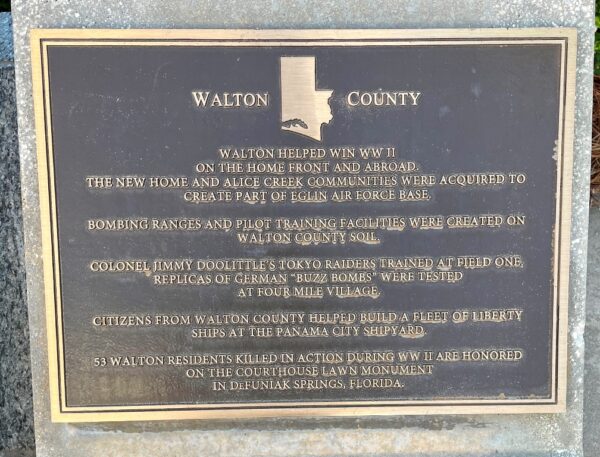 WALTON COUNTY
WALTON HELPED WIN WW II
ON THE HOME FRONT AND ABROAD.
THE NEW HOME AND ALICE CREEK COMMUNITIES WERE ACQUIRED TO
CREATE PART OF EGLIN AIR FORCE BASE.
BOMBING RANGES AND PILOT TRAINING FACILITIES WERE CREATED ON
WALTON COUNTY SOIL.
COLONEL JIMMY DOOLITTLE'S TOKYO RAIDERS TRAINED AT FIELD ONE,
REPLICAS OF GERMAN "BUZZ BOMBS" WERE TESTED
AT FOUR MILE VILLAGE.
CITIZENS FROM WALTON COUNTY HELPED BUILD A FLEET OF LIBERTY
SHIPS AT THE PANAMA CITY SHIPYARD.
53 WALTON RESIDENTS KILLED IN ACTION DURING WW II ARE HONORED
ON THE COURTHOUSE LAWN MONUMENT
IN DEFUNIAK SPRINGS, FLORIDA.